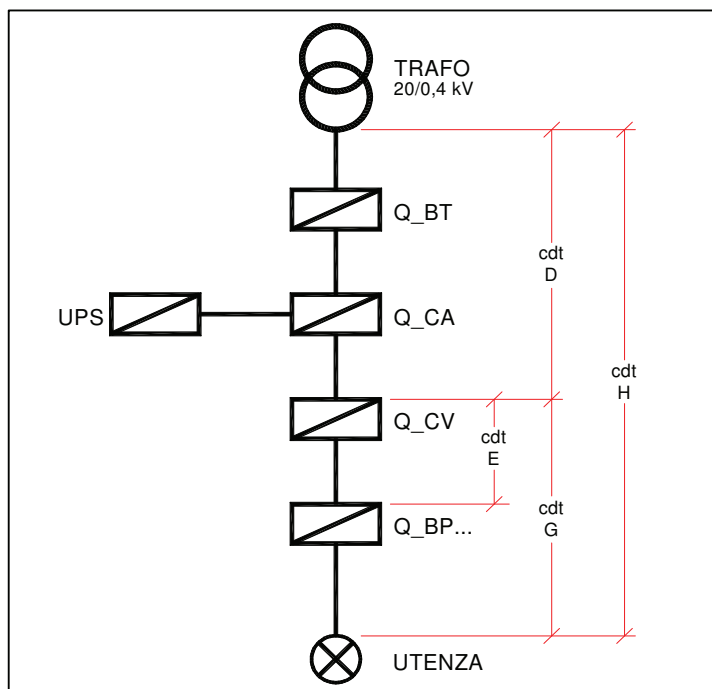 TRAFO
20/0,4 kV
Q_BT
cdt
D
UPS
Q_CA
cdt
H
Q_CV
cdt
E
cdt
G
Q_BP...
UTENZA